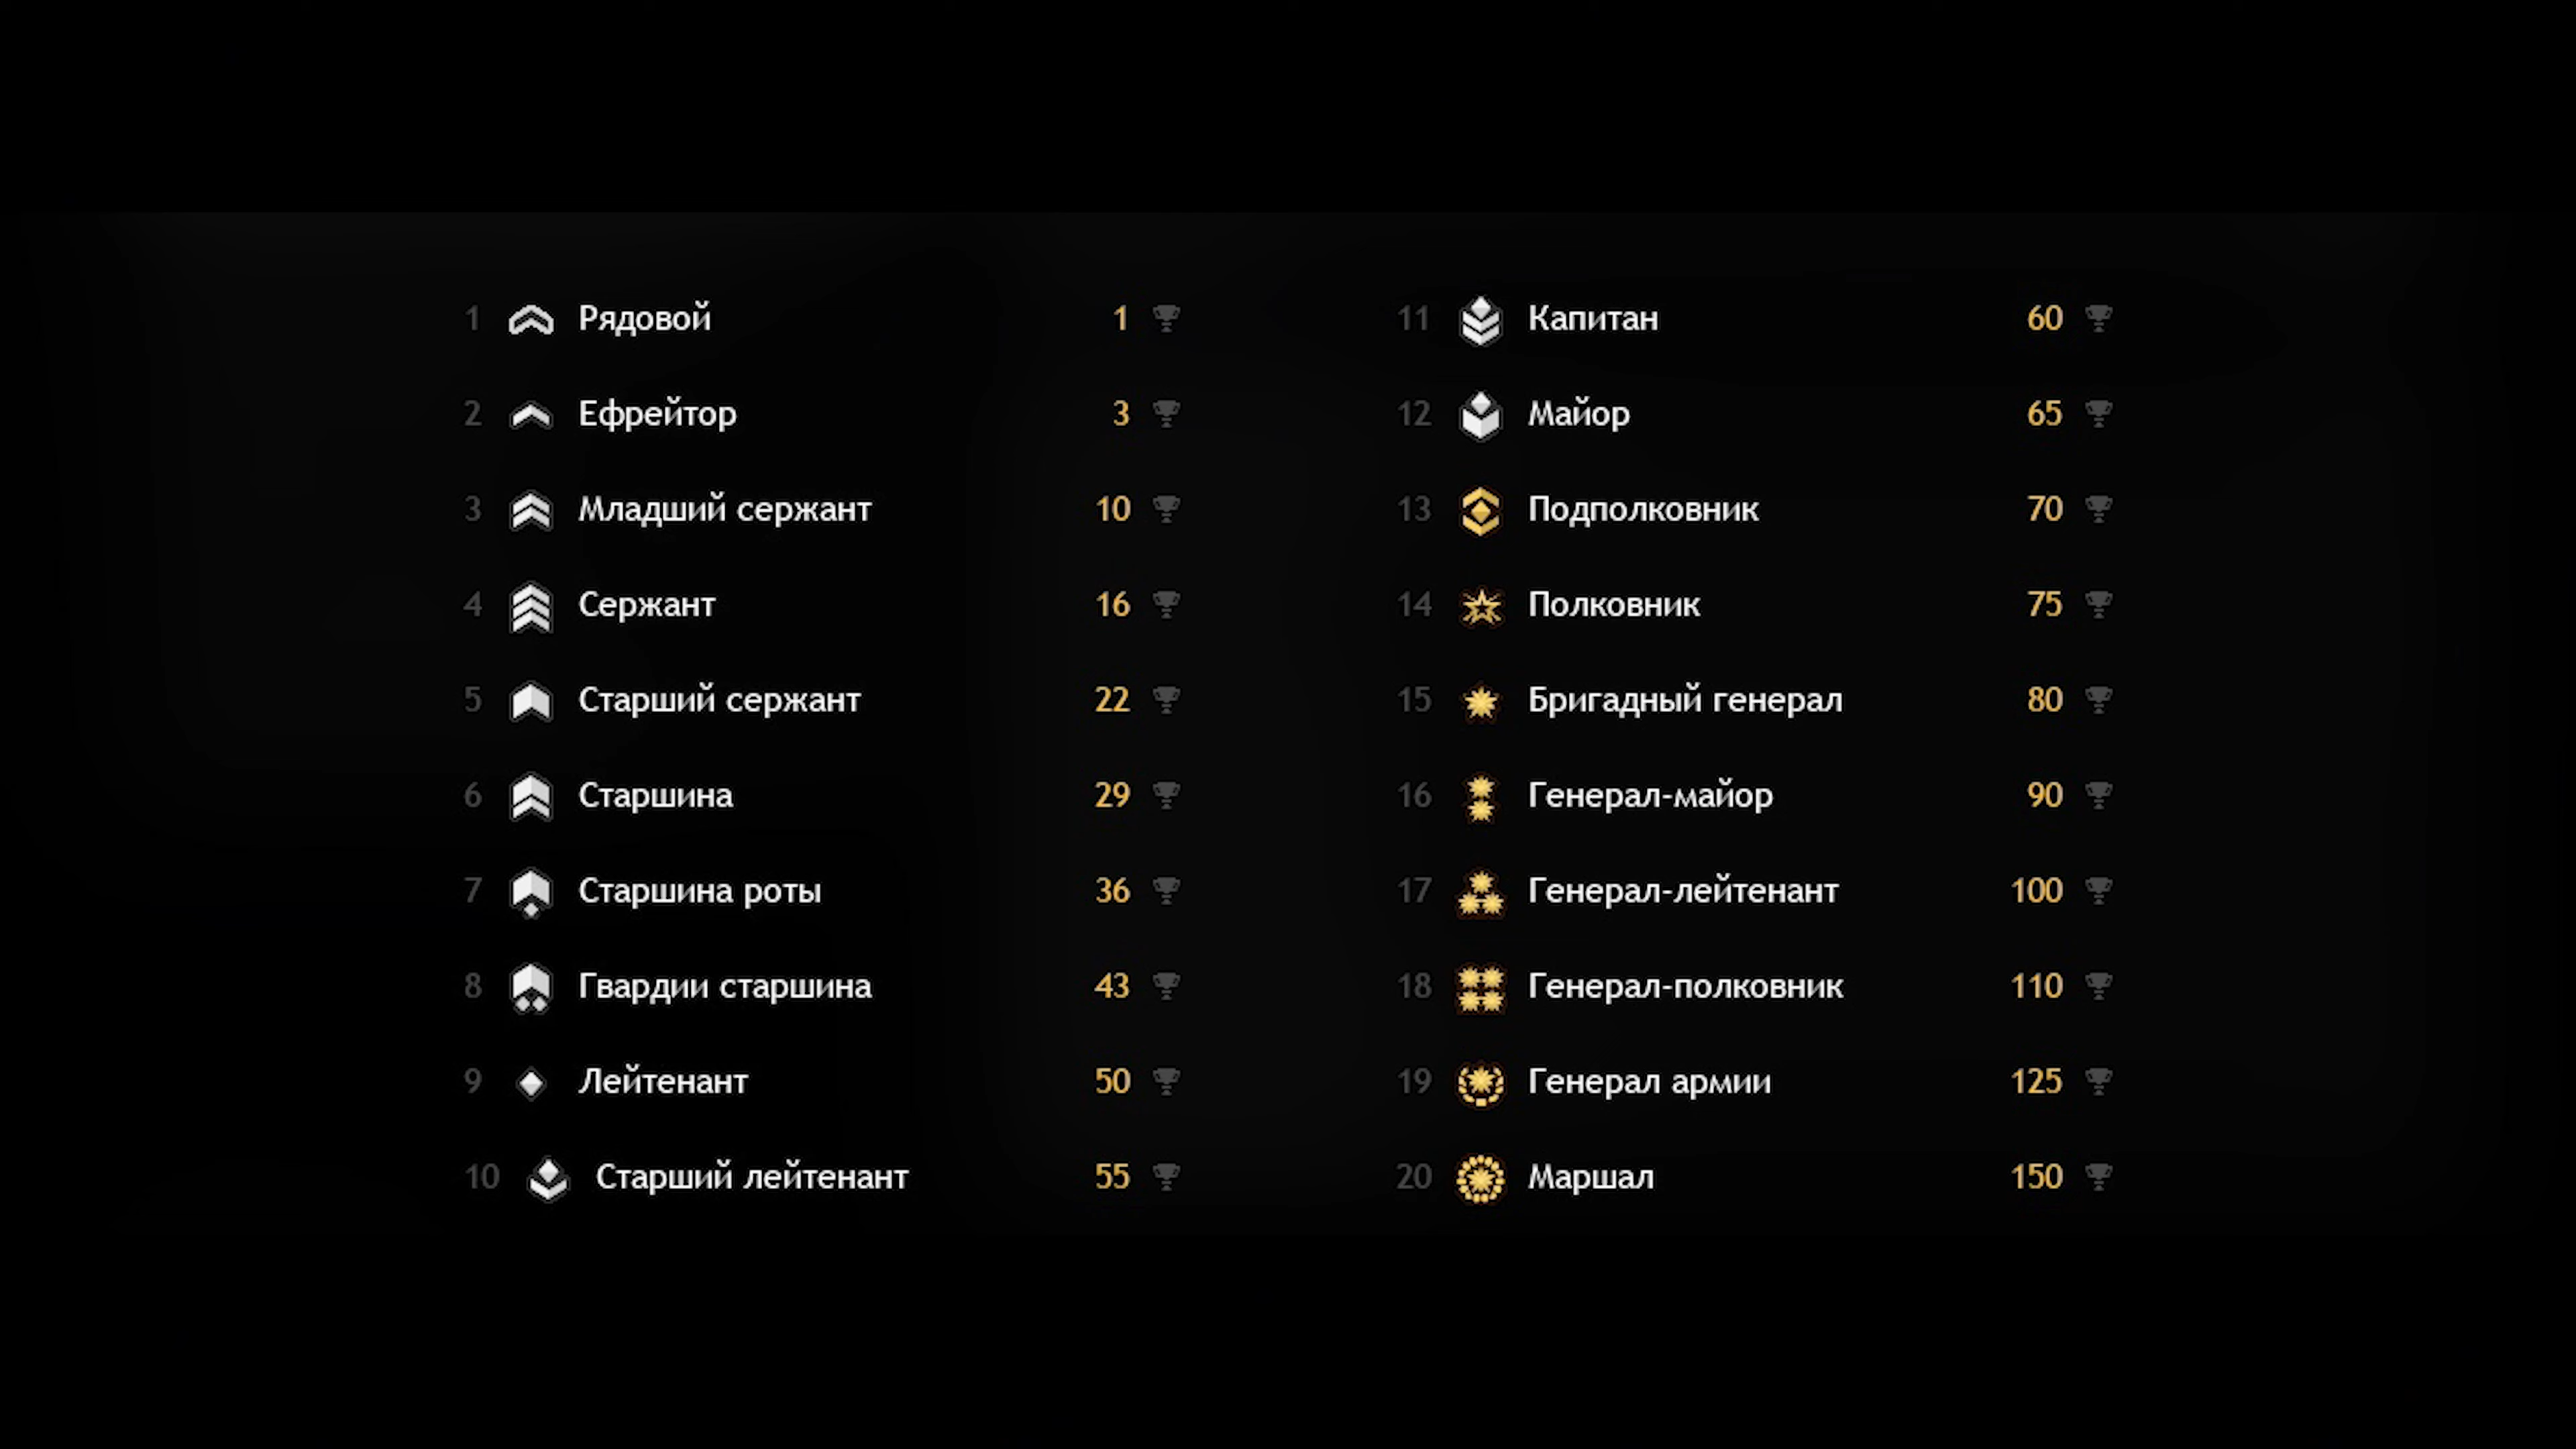 1 Рядовой 1
2 Ефрейтор 3
3 Младший сержант 10
4 Сержант 16
5 Старший сержант 22
6 Старшина 29
7 Старшина роты 36
8 Гвардии старшина 43
9 Лейтенант 50
10 Старший лейтенант 55
11 Капитан 60
12 Майор 65
13 Подполковник 70
14 Полковник 75
15 Бригадный генерал 80
16 Генерал-майор 90
17 Генерал-лейтенант 100
18 Генерал-полковник 110
19 Генерал армии 125
20 Маршал 150